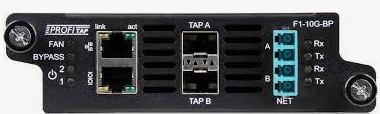 PROFITAP
link act
TAP A
F1-10G-BP
FAN
BYPASS
2
1
A
B
Rx
Tx
Rx
Tx
TAP B
NET